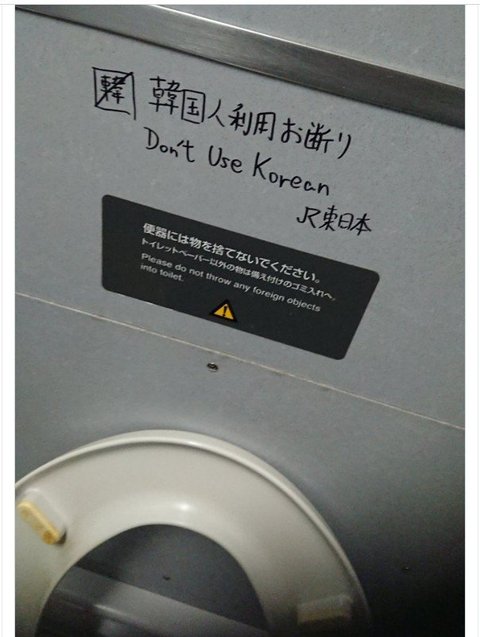 韓
韓国人利用お断り
Don't Use Korean
JR東日本
便器には物を捨てないでください。
トイレットペーパー以外の物は備え付けのゴミ入れへ。
Please do not throw any foreign objects
into toilet.